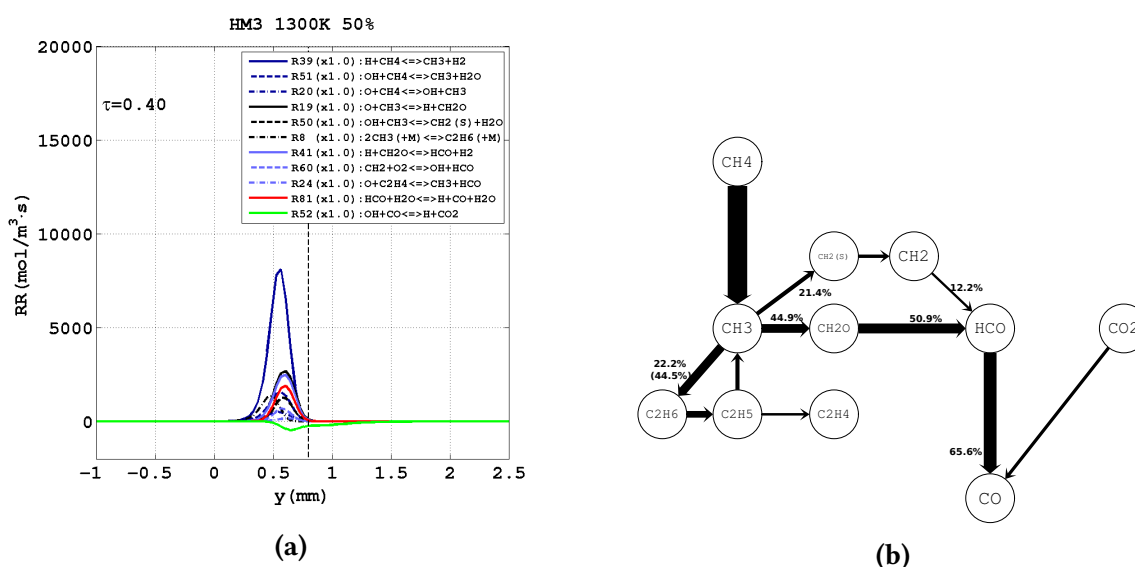 HM3 1300K 50%
20000
15000
10000
5000
0
RR(mol/m³·s)
τ=0.40
R39(x1.0):H+CH4<=>CH3+H2
R51(x1.0):OH+CH4<=>CH3+H2O
R20(x1.0):O+CH4<=>OH+CH3
R19(x1.0):O+CH3<=>H+CH2O
R50(x1.0):OH+CH3<=>CH2(S)+H2O
R8 (x1.0):2CH3(+M)<=>C2H6(+M)
R41(x1.0):H+CH2O<=>HCO+H2
R60(x1.0):CH2+O2<=>OH+HCO
R24(x1.0):O+C2H4<=>CH3+HCO
R81(x1.0):HCO+H2O<=>H+CO+H2O
R52(x1.0):OH+CO<=>H+CO2
−1 −0.5 0 0.5 1 1.5 2 2.5
y(mm)
(a)
CH4
CH2(S) CH2
21.4% 12.2%
CH3 44.9% CH2O 50.9% HCO CO2
22.2%
(44.5%)
C2H6 C2H5 C2H4
65.6%
CO
(b)